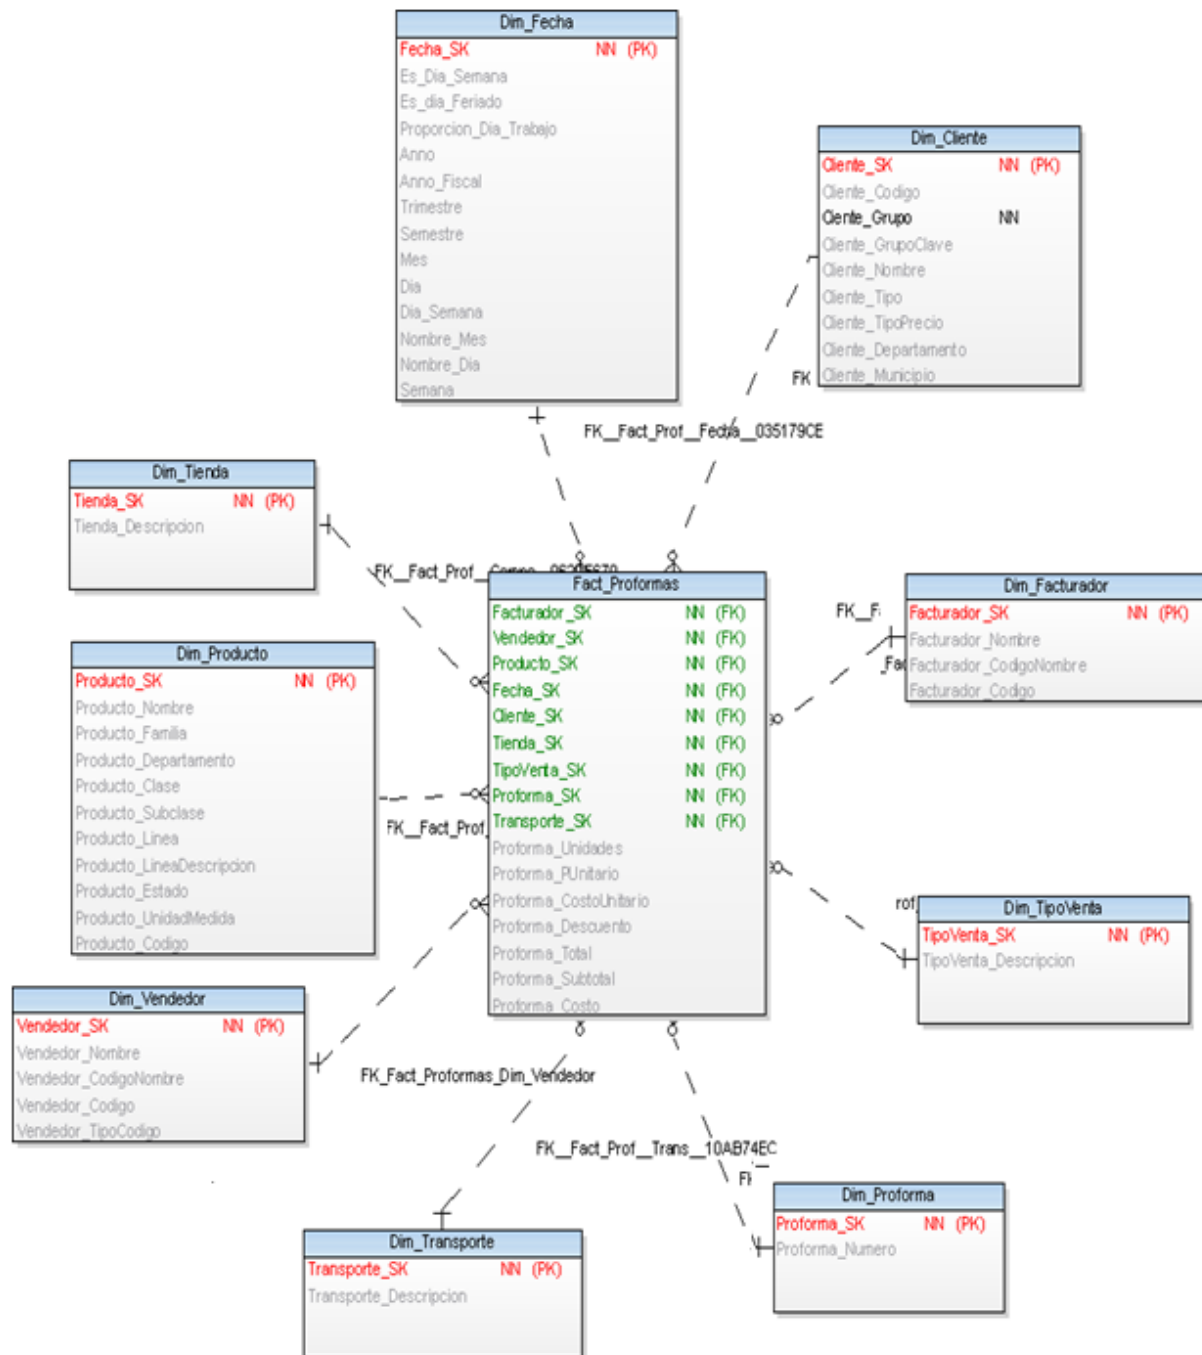 Dim_Fecha
Fecha_SK NN (PK)
Es_Dia_Semana
Es_dia_Feriado
Proporcion_Dia_Trabajo
Anno
Anno_Fiscal
Trimestre
Semestre
Mes
Dia
Dia_Semana
Nombre_Mes
Nombre_Dia
Semana
Dim_Cliente
Cliente_SK NN (PK)
Cliente_Codigo
Cliente_Grupo NN
Cliente_GrupoClave
Cliente_Nombre
Cliente_Tipo
Cliente_TipoPrecio
Cliente_Departamento
Cliente_Municipio
FK
FK__Fact_Prof__Fecha__035179CE
Dim_Tienda
Tienda_SK NN (PK)
Tienda_Descripcion
FK__Fact_Prof__
Fact_Proformas
Facturador_SK NN (FK)
Vendedor_SK NN (FK)
Producto_SK NN (FK)
Fecha_SK NN (FK)
Cliente_SK NN (FK)
Tienda_SK NN (FK)
TipoVenta_SK NN (FK)
Proforma_SK NN (FK)
Transporte_SK NN (FK)
Proforma_Unidades
Proforma_PUnitario
Proforma_CostoUnitario
Proforma_Descuento
Proforma_Total
Proforma_Subtotal
Proforma_Costo
Dim_Facturador
Facturador_SK NN (PK)
Facturador_Nombre
Facturador_CodigoNombre
Facturador_Codigo
FK__F
_Fac
Dim_Producto
Producto_SK NN (PK)
Producto_Nombre
Producto_Familia
Producto_Departamento
Producto_Clase
Producto_Subclase
Producto_Linea
Producto_LineaDescripcion
Producto_Estado
Producto_UnidadMedida
Producto_Codigo
FK__Fact_Prof_
rof_
Dim_TipoVenta
TipoVenta_SK NN (PK)
TipoVenta_Descripcion
Dim_Vendedor
Vendedor_SK NN (PK)
Vendedor_Nombre
Vendedor_CodigoNombre
Vendedor_Codigo
Vendedor_TipoCodigo
FK_Fact_Proformas_Dim_Vendedor
FK__Fact_Prof__Trans__10AB74EC
Dim_Proforma
Proforma_SK NN (PK)
Proforma_Numero
Dim_Transporte
Transporte_SK NN (PK)
Transporte_Descripcion